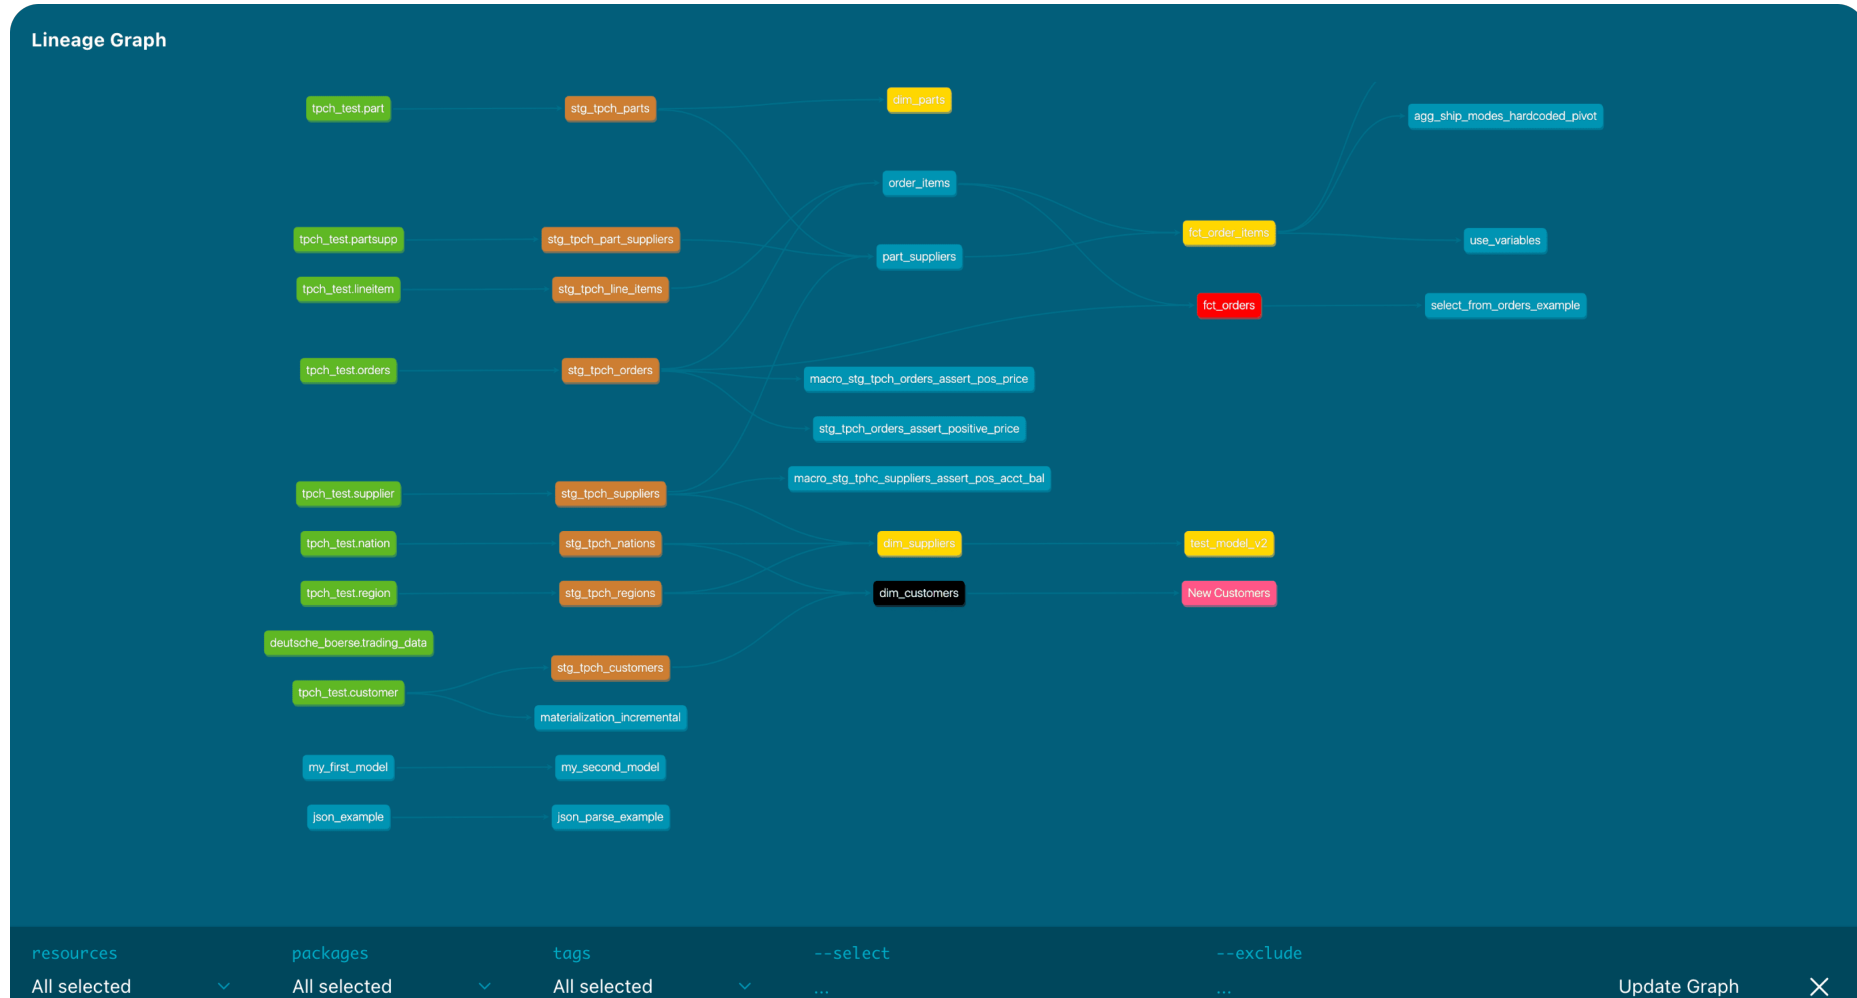 Lineage Graph
tpch_test.part
stg_tpch_parts
dim_parts
agg_ship_modes_hardcoded_pivot
order_items
tpch_test.partsupp
stg_tpch_part_suppliers
fct_order_items
use_variables
part_suppliers
tpch_test.lineitem
stg_tpch_line_items
fct_orders
select_from_orders_example
tpch_test.orders
stg_tpch_orders
macro_stg_tpch_orders_assert_pos_price
stg_tpch_orders_assert_positive_price
macro_stg_tphc_suppliers_assert_pos_acct_bal
tpch_test.supplier
stg_tpch_suppliers
tpch_test.nation
stg_tpch_nations
dim_suppliers
test_model_v2
tpch_test.region
stg_tpch_regions
dim_customers
New Customers
deutsche_boerse.trading_data
stg_tpch_customers
tpch_test.customer
materialization_incremental
my_first_model
my_second_model
json_example
json_parse_example
resources
packages
tags
--select
--exclude
All selected
All selected
All selected
...
...
Update Graph